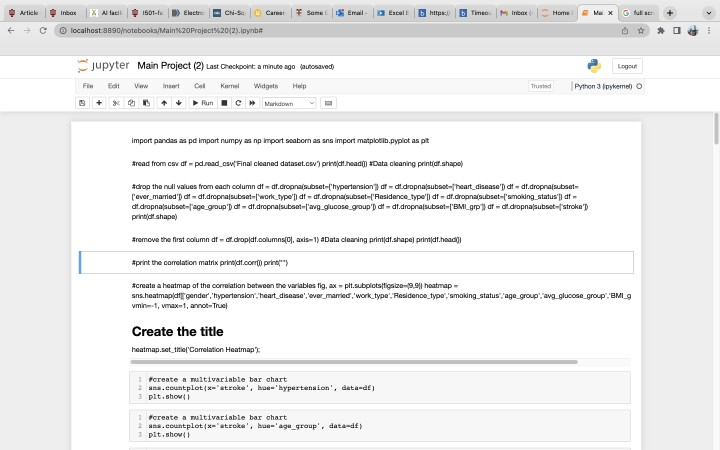 Article
Inbox
AI facil
I501-fa
Electro
Chi-Sq
Career
Some E
Email -
Excel E
https://
Timeou
Inbox (
Home
Mai
full scr
localhost:8890/notebooks/Main%20Project%20(2).ipynb#
jupyter Main Project (2) Last Checkpoint: a minute ago (autosaved)
Logout
File Edit View Insert Cell Kernel Widgets Help
Trusted
Python 3 (ipykernel)
Run
Markdown
import pandas as pd import numpy as np import seaborn as sns import matplotlib.pyplot as plt
#read from csv df = pd.read_csv('Final cleaned dataset.csv') print(df.head()) #Data cleaning print(df.shape)
#drop the null values from each column df = df.dropna(subset=['hypertension']) df = df.dropna(subset=['heart_disease']) df = df.dropna(subset=
['ever_married']) df = df.dropna(subset=['work_type']) df = df.dropna(subset=['Residence_type']) df = df.dropna(subset=['smoking_status']) df =
df.dropna(subset=['age_group']) df = df.dropna(subset=['avg_glucose_group']) df = df.dropna(subset=['BMI_grp']) df = df.dropna(subset=['stroke'])
print(df.shape)
#remove the first column df = df.drop(df.columns[0], axis=1) #Data cleaning print(df.shape) print(df.head())
#print the correlation matrix print(df.corr()) print("")
#create a heatmap of the correlation between the variables fig, ax = plt.subplots(figsize=(9,9)) heatmap =
sns.heatmap(df[['gender','hypertension','heart_disease','ever_married','work_type','Residence_type','smoking_status','age_group','avg_glucose_group','BMI_g
vmin=-1, vmax=1, annot=True)
Create the title
heatmap.set_title('Correlation Heatmap');
1 #create a multivariable bar chart
2 sns.countplot(x='stroke', hue='hypertension', data=df)
3 plt.show()
1 #create a multivariable bar chart
2 sns.countplot(x='stroke', hue='age_group', data=df)
3 plt.show()